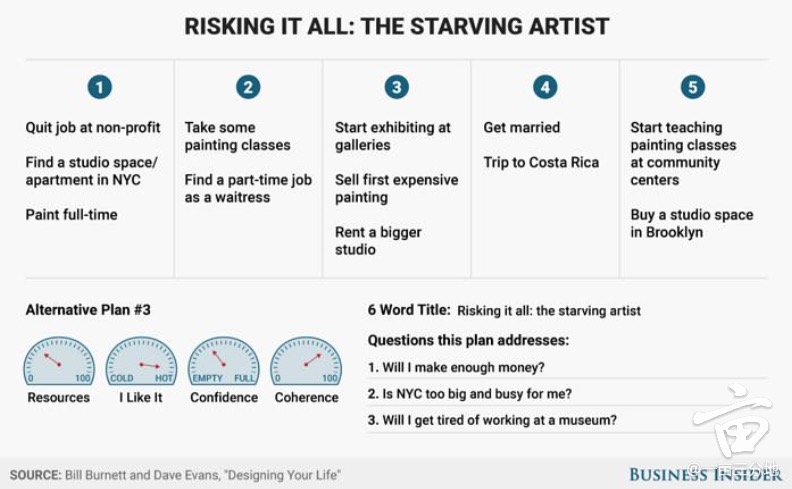 RISKING IT ALL: THE STARVING ARTIST
1
Quit job at non-profit
Find a studio space/
apartment in NYC
Paint full-time
2
Take some
painting classes
Find a part-time job
as a waitress
3
Start exhibiting at
galleries
Sell first expensive
painting
Rent a bigger
studio
4
Get married
Trip to Costa Rica
5
Start teaching
painting classes
at community
centers
Buy a studio space
in Brooklyn
Alternative Plan #3
0 100
Resources
COLD HOT
I Like It
EMPTY FULL
Confidence
0 100
Coherence
6 Word Title: Risking it all: the starving artist
Questions this plan addresses:
1. Will I make enough money?
2. Is NYC too big and busy for me?
3. Will I get tired of working at a museum?
SOURCE: Bill Burnett and Dave Evans, "Designing Your Life"
BUSINESS INSIDER